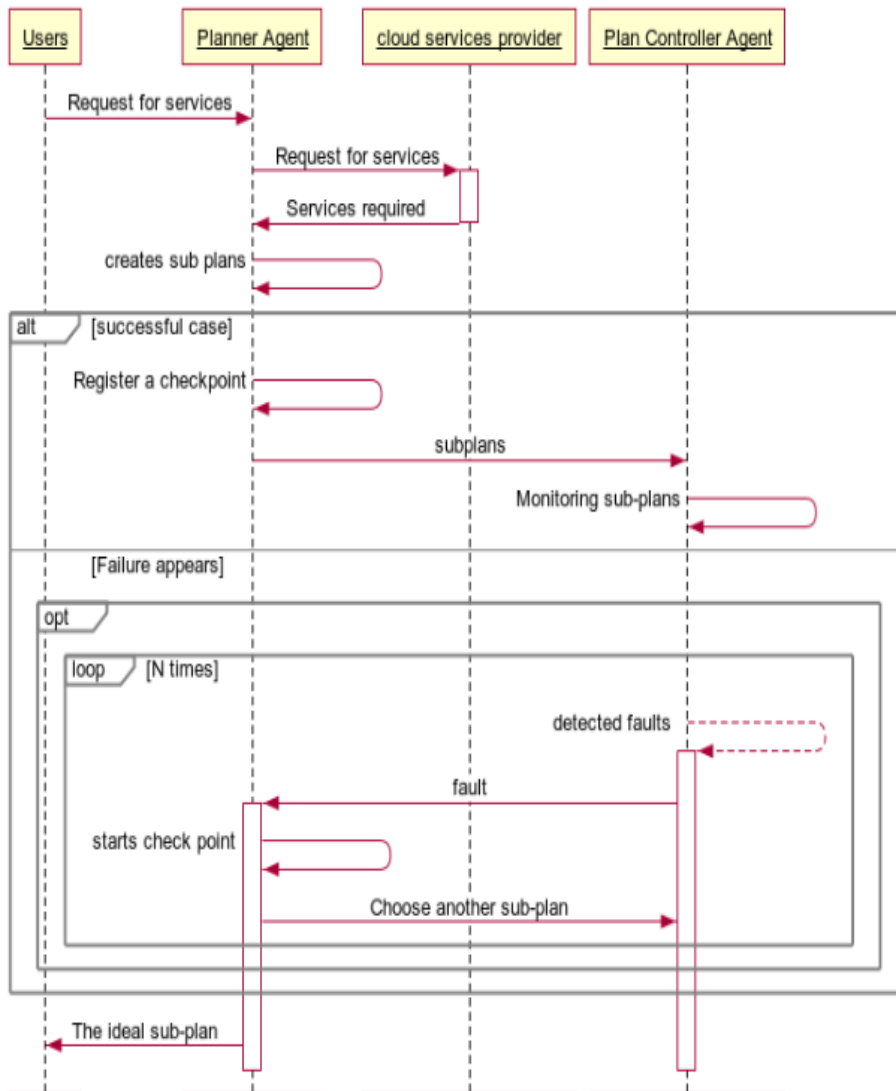 Users
Planner Agent
cloud services provider
Plan Controller Agent
Request for services
Request for services
Services required
creates sub plans
alt
[successful case]
Register a checkpoint
subplans
Monitoring sub-plans
[Failure appears]
opt
loop
[N times]
detected faults
fault
starts check point
Choose another sub-plan
The ideal sub-plan